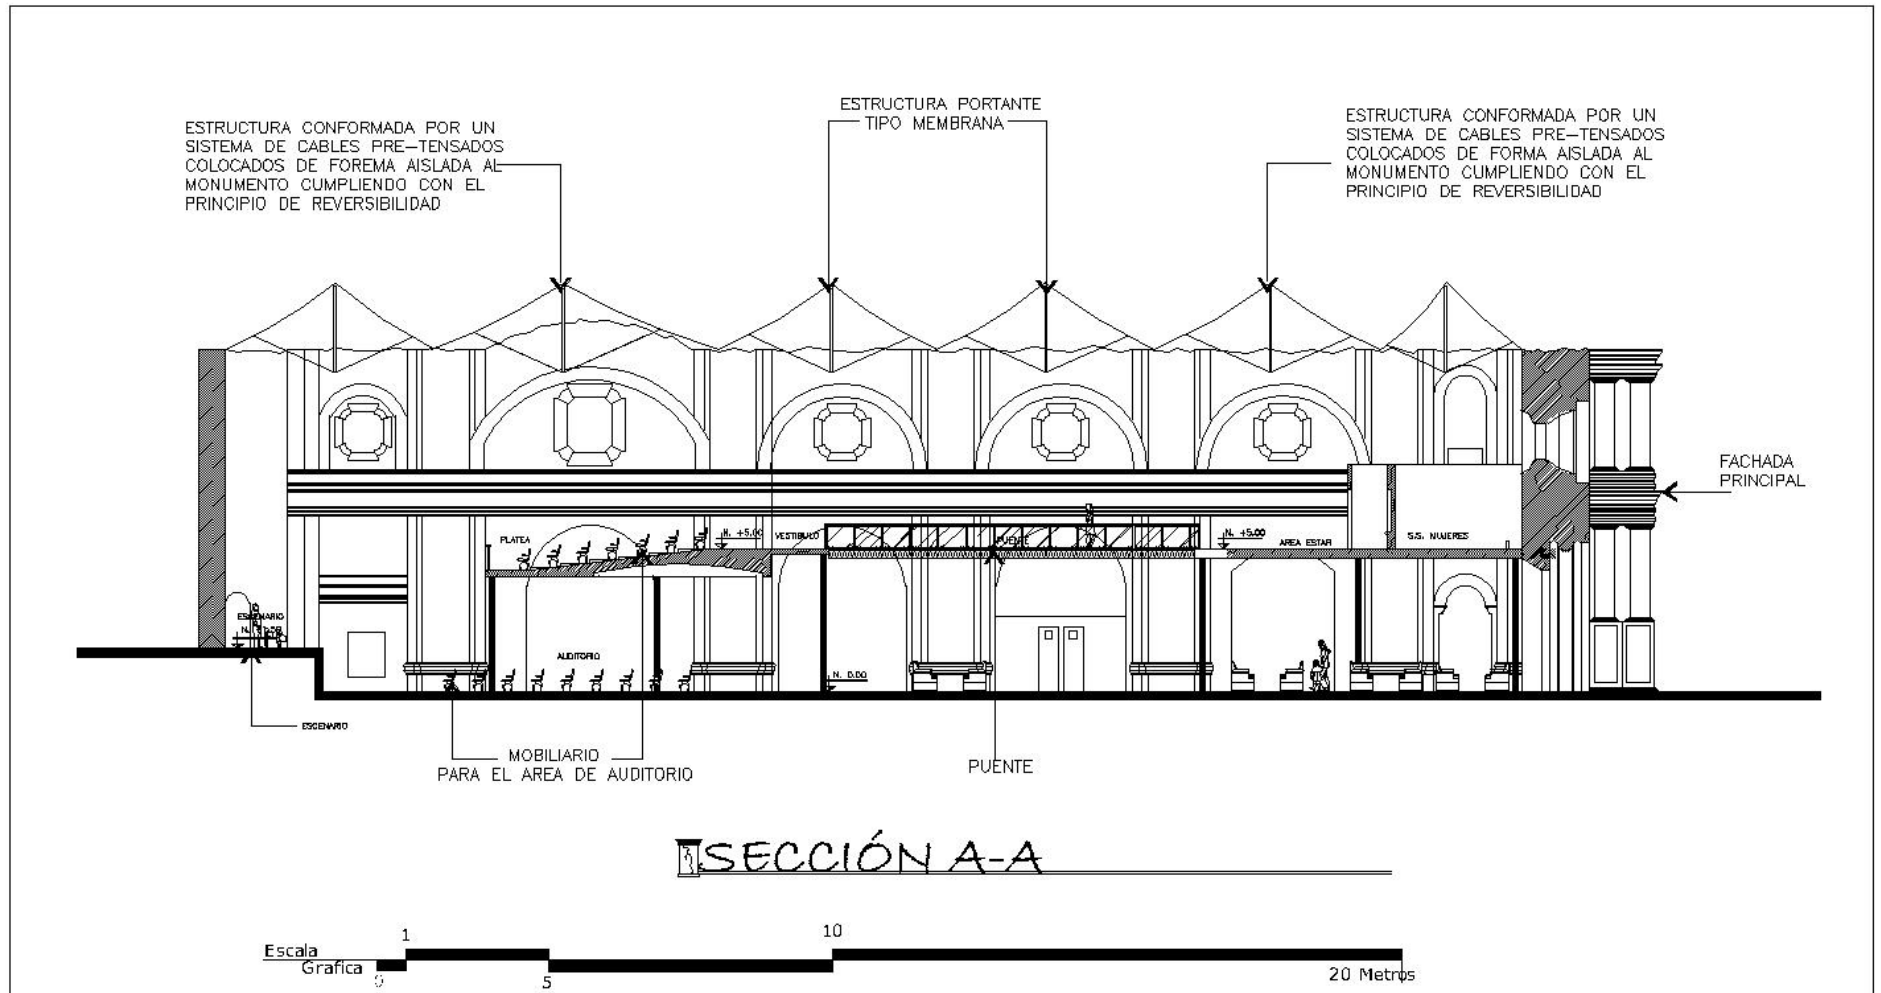 ESTRUCTURA CONFORMADA POR UN
SISTEMA DE CABLES PRE-TENSADOS
COLOCADOS DE FOREMA AISLADA AL
MONUMENTO CUMPLIENDO CON EL
PRINCIPIO DE REVERSIBILIDAD
ESTRUCTURA PORTANTE
TIPO MEMBRANA
ESTRUCTURA CONFORMADA POR UN
SISTEMA DE CABLES PRE-TENSADOS
COLOCADOS DE FORMA AISLADA AL
MONUMENTO CUMPLIENDO CON EL
PRINCIPIO DE REVERSIBILIDAD
FACHADA
PRINCIPAL
PLATEA
N. +5.00
VESTIBULO
PUENTE
N. +5.00
AREA ESTAR
S.S. MUJERES
ESCENARIO
AUDITORIO
N. 0.00
ESCENARIO
MOBILIARIO
PARA EL AREA DE AUDITORIO
PUENTE
SECCIÓN A-A
Escala
Grafica
0
1
5
10
20 Metros